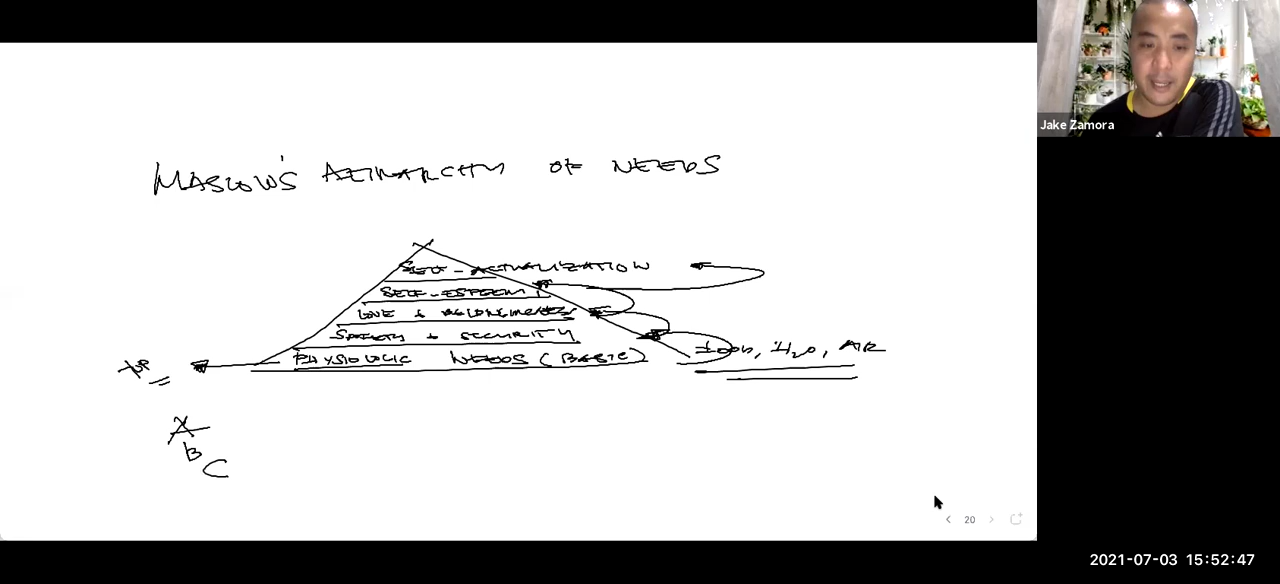 Jake Zamora
MASLOW'S HEIRARCHY OF NEEDS
SELF-ACTUALIZATION
SELF-ESTEEM
LOVE & BELONGINGNESS
SAFETY & SECURITY
PHYSIOLOGIC NEEDS (BASIC) FOOD, H2O, AIR
A
B
C
20
2021-07-03 15:52:47